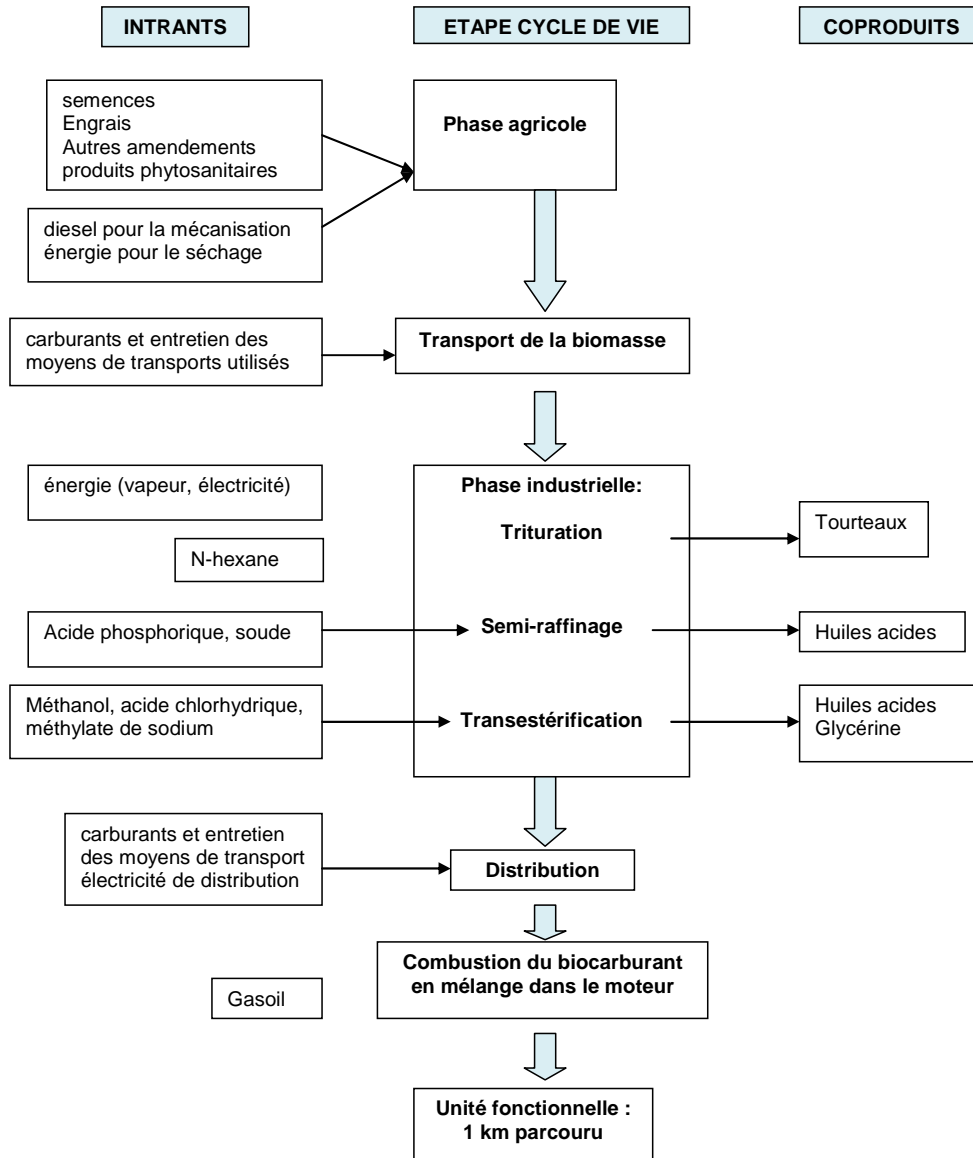 INTRANTS
ETAPE CYCLE DE VIE
COPRODUITS
semences
Engrais
Autres amendements
produits phytosanitaires
Phase agricole
diesel pour la mécanisation
énergie pour le séchage
carburants et entretien des
moyens de transports utilisés
Transport de la biomasse
énergie (vapeur, électricité)
Phase industrielle:
Trituration
Tourteaux
N-hexane
Acide phosphorique, soude
Semi-raffinage
Huiles acides
Méthanol, acide chlorhydrique,
méthylate de sodium
Transestérification
Huiles acides
Glycérine
carburants et entretien
des moyens de transport
électricité de distribution
Distribution
Combustion du biocarburant
en mélange dans le moteur
Gasoil
Unité fonctionnelle :
1 km parcouru